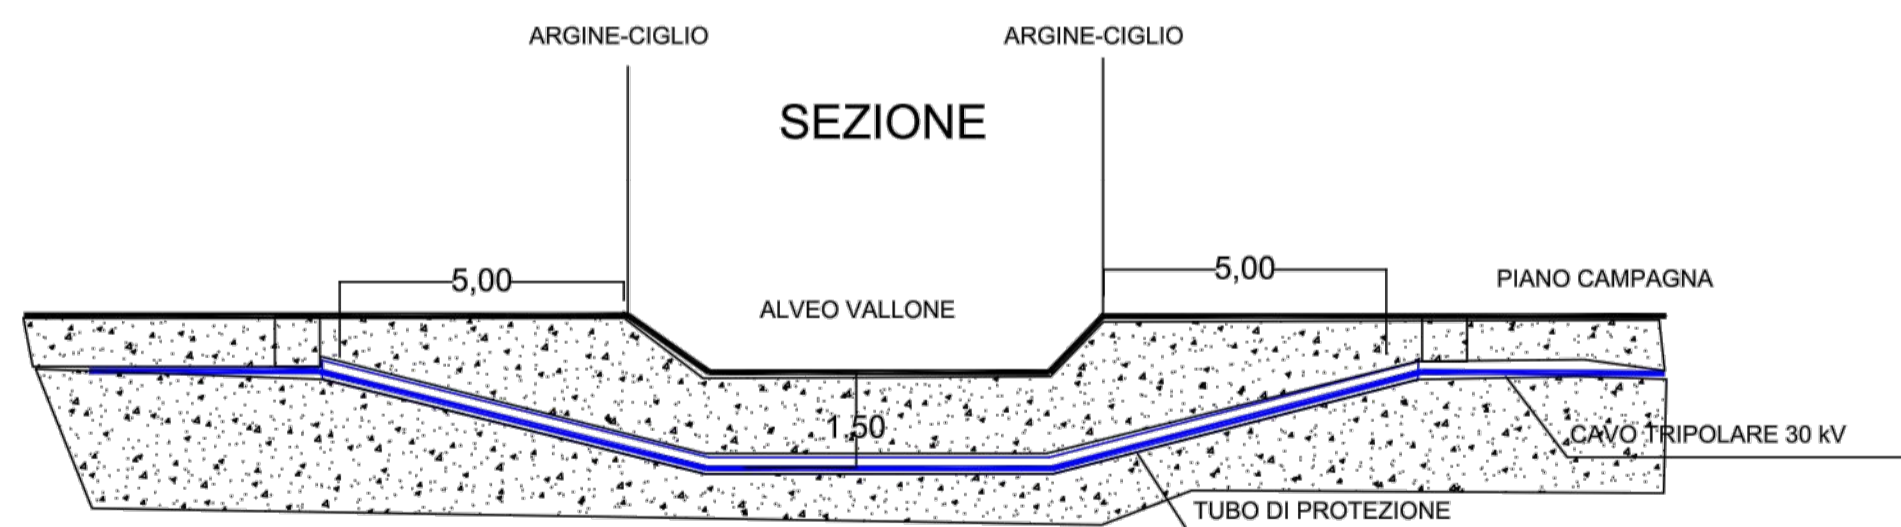 ARGINE-CIGLIO
ARGINE-CIGLIO
SEZIONE
5,00
5,00
PIANO CAMPAGNA
ALVEO VALLONE
1,50
CAVO TRIPOLARE 30 kV
TUBO DI PROTEZIONE